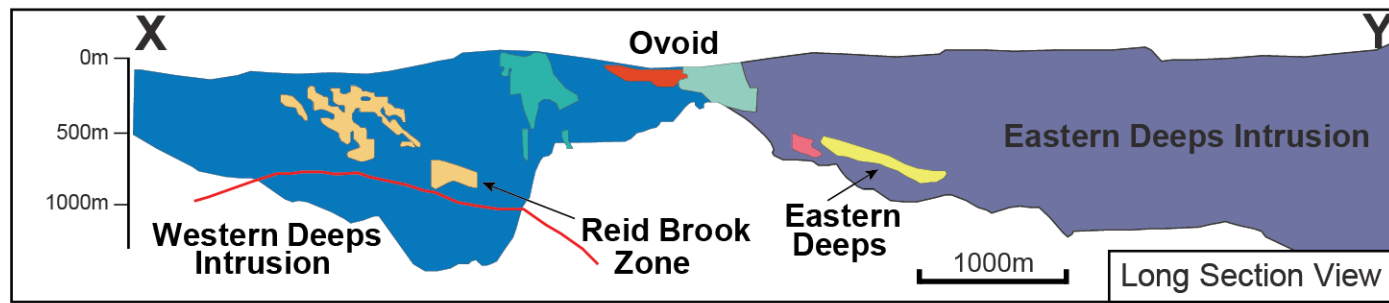 X
Y
Ovoid
0m
500m
1000m
Eastern Deeps Intrusion
Western Deeps
Intrusion
Reid Brook
Zone
Eastern
Deeps
1000m
Long Section View